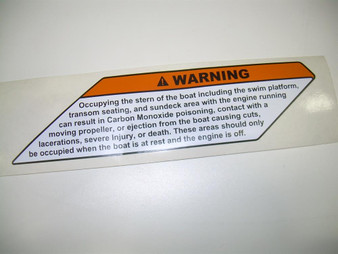 WARNING
Occupying the stern of the boat including the swim platform,
transom seating, and sundeck area with the engine running
can result in Carbon Monoxide poisoning, contact with a
moving propeller, or ejection from the boat causing cuts,
lacerations, severe Injury, or death. These areas should only
be occupied when the boat is at rest and the engine is off.